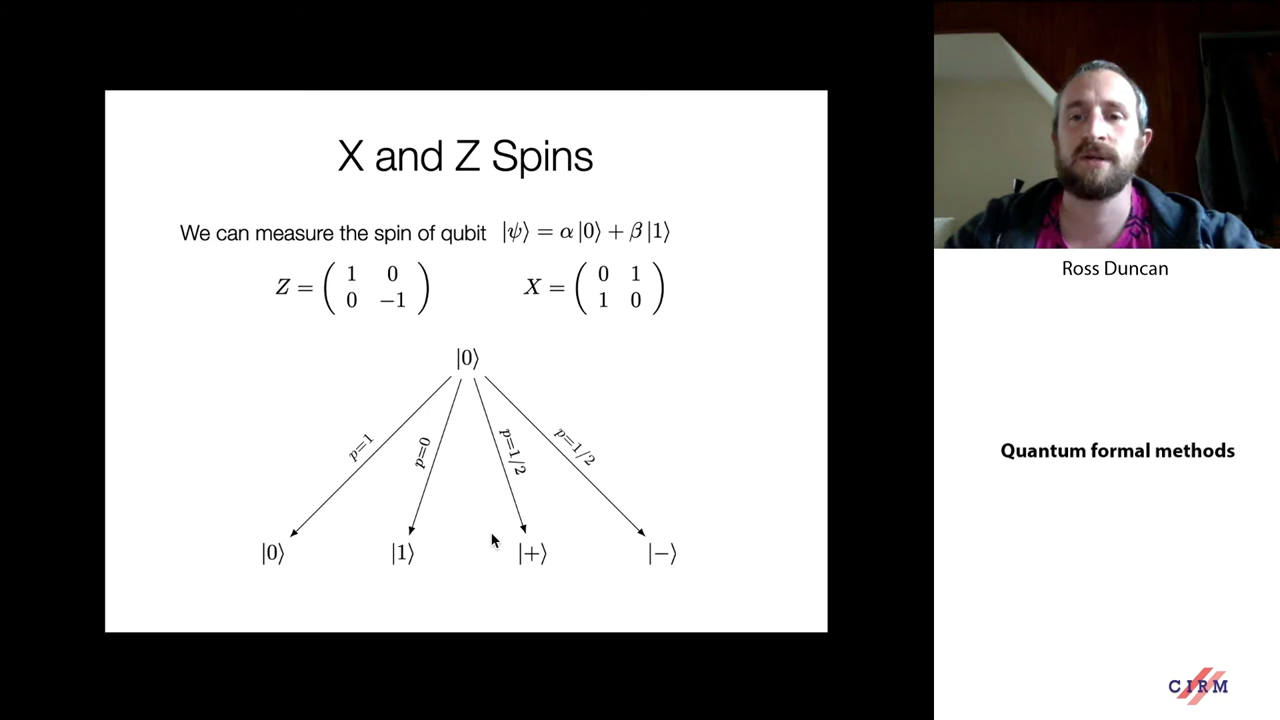 X and Z Spins
We can measure the spin of qubit |ψ⟩ = α|0⟩ + β|1⟩
Z = ( 1 0 0 −1 ) X = ( 0 1 1 0 )
|0⟩
p=1 p=0 p=1/2 p=1/2
|0⟩ |1⟩ |+⟩ |−⟩
Ross Duncan
Quantum formal methods
CIRM